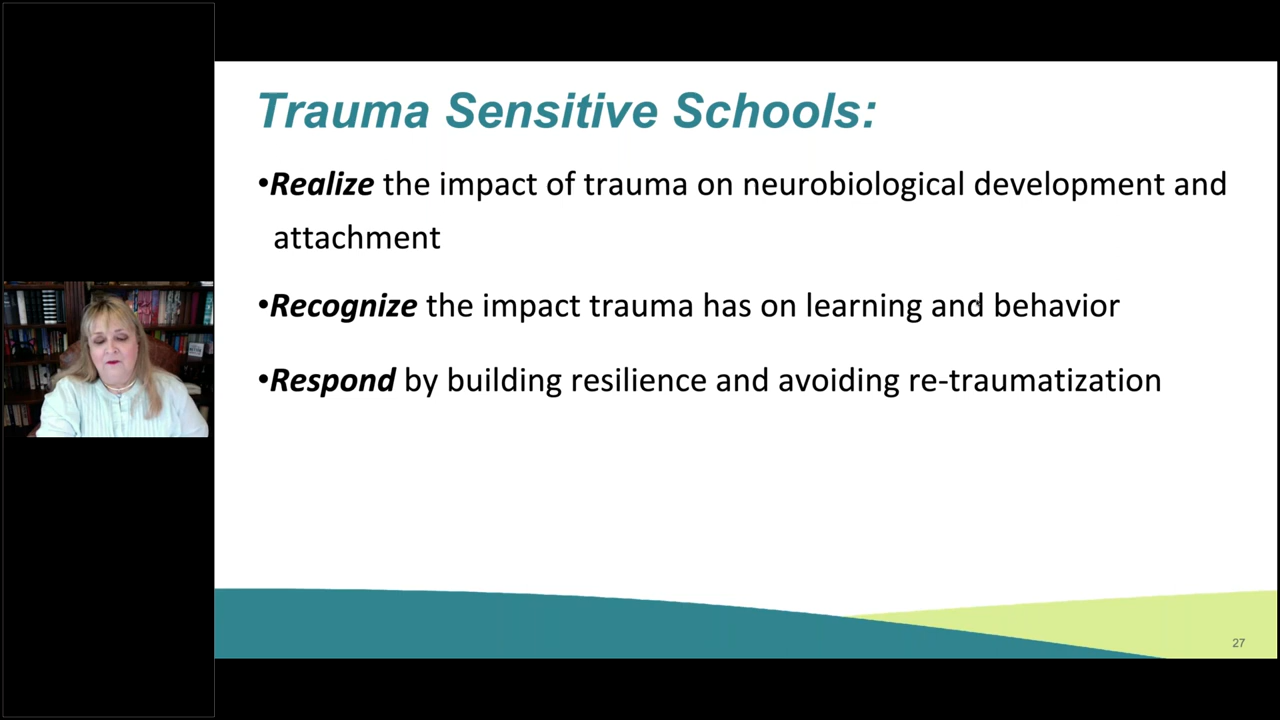 Trauma Sensitive Schools:
•Realize the impact of trauma on neurobiological development and
attachment
•Recognize the impact trauma has on learning and behavior
•Respond by building resilience and avoiding re-traumatization
27